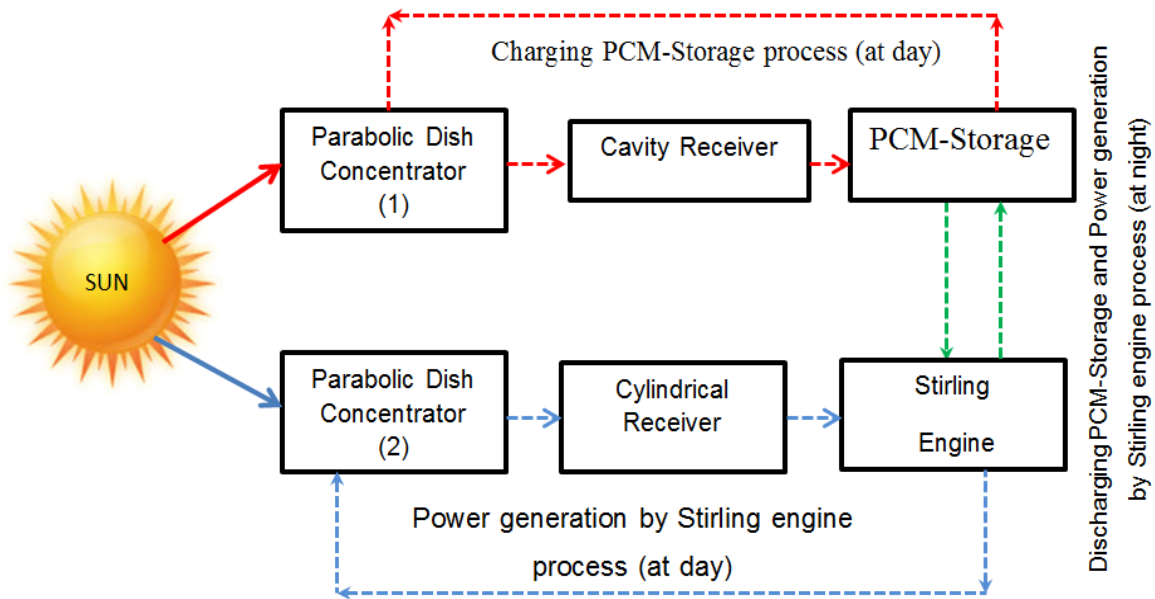 Charging PCM-Storage process (at day)
Parabolic Dish
Concentrator
(1)
Cavity Receiver
PCM-Storage
SUN
Parabolic Dish
Concentrator
(2)
Cylindrical
Receiver
Stirling
Engine
Power generation by Stirling engine
process (at day)
Discharging PCM-Storage and Power generation
by Stirling engine process (at night)